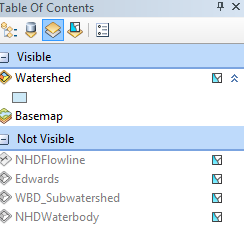 Table Of Contents
Visible
Watershed
Basemap
Not Visible
NHDFlowline
Edwards
WBD_Subwatershed
NHDWaterbody